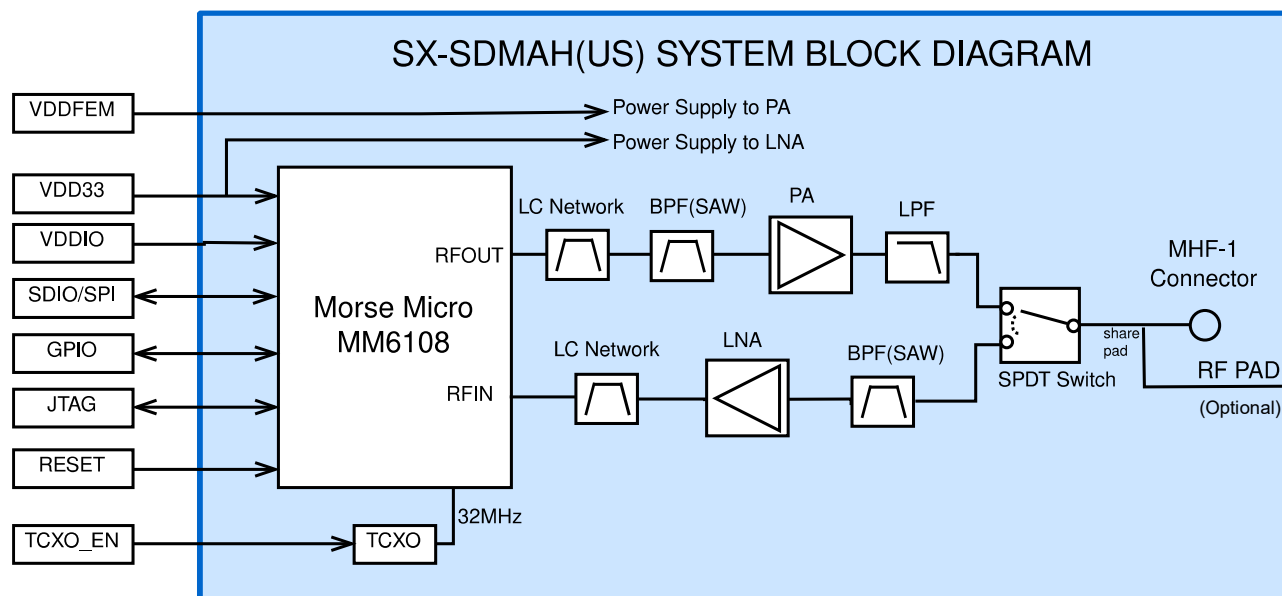 SX-SDMAH(US) SYSTEM BLOCK DIAGRAM
VDDFEM
Power Supply to PA
Power Supply to LNA
VDD33
VDDIO
SDIO/SPI
GPIO
JTAG
RESET
TCXO_EN
Morse Micro
MM6108
RFOUT
RFIN
32MHz
TCXO
LC Network
BPF(SAW)
PA
LPF
LC Network
LNA
BPF(SAW)
SPDT Switch
MHF-1
Connector
share
pad
RF PAD
(Optional)